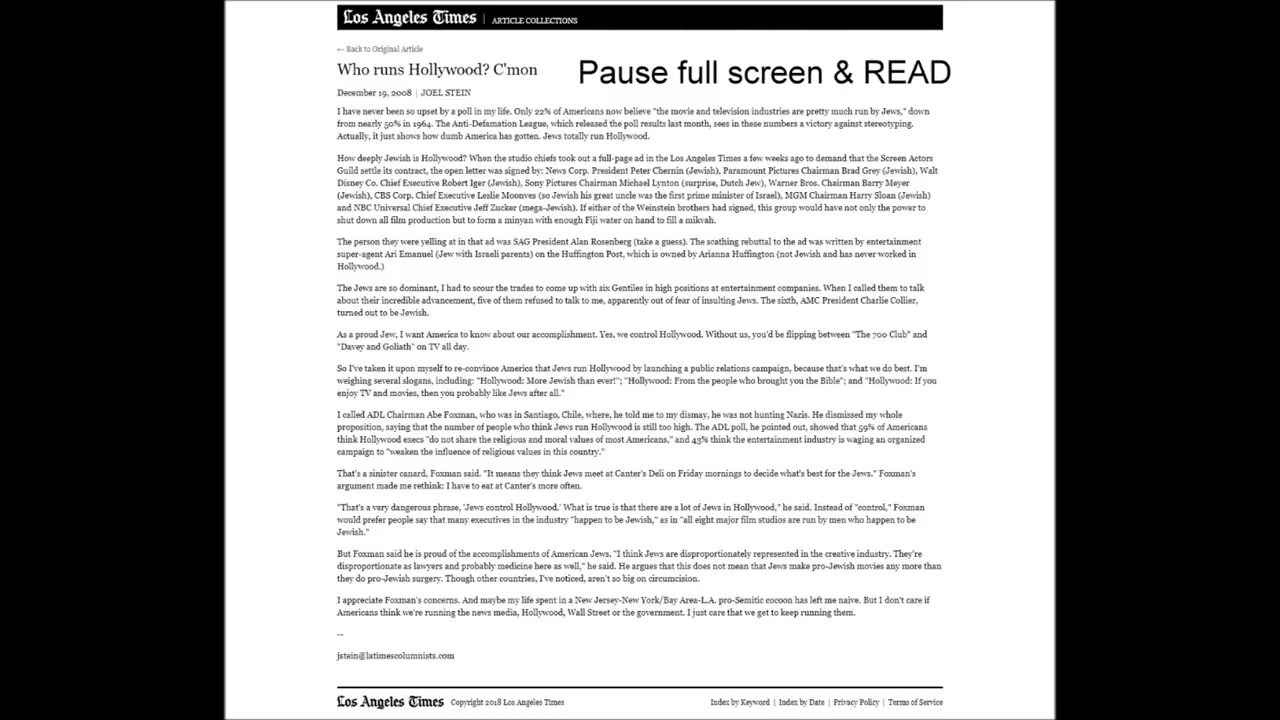 Los Angeles Times | ARTICLE COLLECTIONS
← Back to Original Article
Who runs Hollywood? C'mon
Pause full screen & READ
December 19, 2008 | JOEL STEIN
I have never been so upset by a poll in my life. Only 22% of Americans now believe "the movie and television industries are pretty much run by Jews," down
from nearly 50% in 1964. The Anti-Defamation League, which released the poll results last month, sees in these numbers a victory against stereotyping.
Actually, it just shows how dumb America has gotten. Jews totally run Hollywood.
How deeply Jewish is Hollywood? When the studio chiefs took out a full-page ad in the Los Angeles Times a few weeks ago to demand that the Screen Actors
Guild settle its contract, the open letter was signed by: News Corp. President Peter Chernin (Jewish), Paramount Pictures Chairman Brad Grey (Jewish), Walt
Disney Co. Chief Executive Robert Iger (Jewish), Sony Pictures Chairman Michael Lynton (surprise, Dutch Jew), Warner Bros. Chairman Barry Meyer
(Jewish), CBS Corp. Chief Executive Leslie Moonves (so Jewish his great uncle was the first prime minister of Israel), MGM Chairman Harry Sloan (Jewish)
and NBC Universal Chief Executive Jeff Zucker (mega-Jewish). If either of the Weinstein brothers had signed, this group would have not only the power to
shut down all film production but to form a minyan with enough Fiji water on hand to fill a mikvah.
The person they were yelling at in that ad was SAG President Alan Rosenberg (take a guess). The scathing rebuttal to the ad was written by entertainment
super-agent Ari Emanuel (Jew with Israeli parents) on the Huffington Post, which is owned by Arianna Huffington (not Jewish and has never worked in
Hollywood.)
The Jews are so dominant, I had to scour the trades to come up with six Gentiles in high positions at entertainment companies. When I called them to talk
about their incredible advancement, five of them refused to talk to me, apparently out of fear of insulting Jews. The sixth, AMC President Charlie Collier,
turned out to be Jewish.
As a proud Jew, I want America to know about our accomplishment. Yes, we control Hollywood. Without us, you'd be flipping between "The 700 Club" and
"Davey and Goliath" on TV all day.
So I've taken it upon myself to re-convince America that Jews run Hollywood by launching a public relations campaign, because that's what we do best. I'm
weighing several slogans, including: "Hollywood: More Jewish than ever!"; "Hollywood: From the people who brought you the Bible"; and "Hollywood: If you
enjoy TV and movies, then you probably like Jews after all."
I called ADL Chairman Abe Foxman, who was in Santiago, Chile, where, he told me to my dismay, he was not hunting Nazis. He dismissed my whole
proposition, saying that the number of people who think Jews run Hollywood is still too high. The ADL poll, he pointed out, showed that 59% of Americans
think Hollywood execs "do not share the religious and moral values of most Americans," and 43% think the entertainment industry is waging an organized
campaign to "weaken the influence of religious values in this country."
That's a sinister canard, Foxman said. "It means they think Jews meet at Canter's Deli on Friday mornings to decide what's best for the Jews." Foxman's
argument made me rethink: I have to eat at Canter's more often.
"That's a very dangerous phrase, 'Jews control Hollywood.' What is true is that there are a lot of Jews in Hollywood," he said. Instead of "control," Foxman
would prefer people say that many executives in the industry "happen to be Jewish," as in "all eight major film studios are run by men who happen to be
Jewish."
But Foxman said he is proud of the accomplishments of American Jews. "I think Jews are disproportionately represented in the creative industry. They're
disproportionate as lawyers and probably medicine here as well," he said. He argues that this does not mean that Jews make pro-Jewish movies any more than
they do pro-Jewish surgery. Though other countries, I've noticed, aren't so big on circumcision.
I appreciate Foxman's concerns. And maybe my life spent in a New Jersey-New York/Bay Area-L.A. pro-Semitic cocoon has left me naive. But I don't care if
Americans think we're running the news media, Hollywood, Wall Street or the government. I just care that we get to keep running them.
--
jstein@latimescolumnists.com
Los Angeles Times Copyright 2018 Los Angeles Times
Index by Keyword | Index by Date | Privacy Policy | Terms of Service